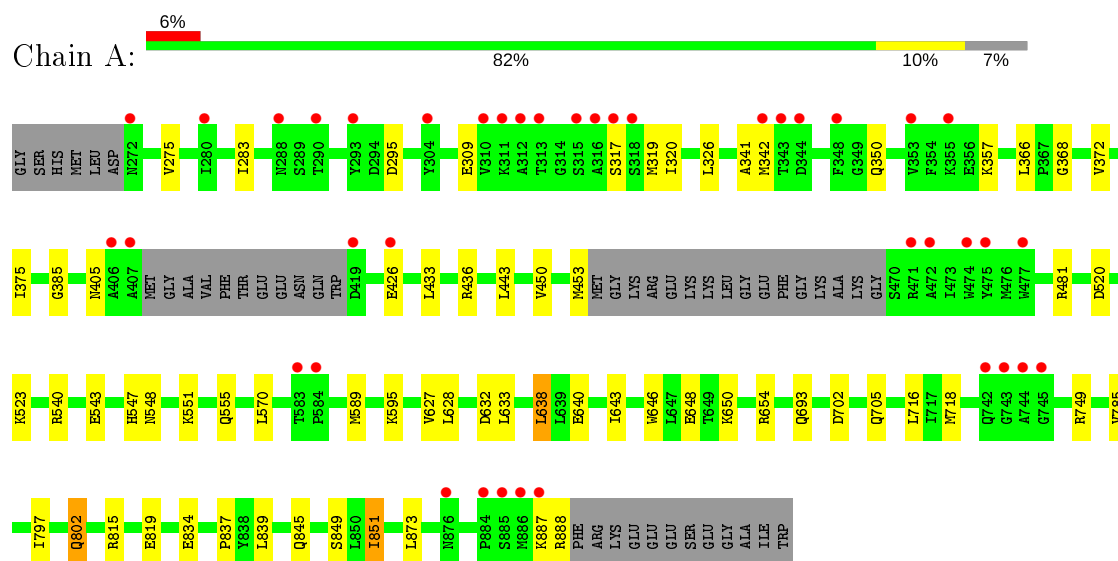 6%
Chain A:
82% 10% 7%
GLY SER HIS MET LEU ASP N272 V275 I280 I283 N288 S289 T290 Y293 D294 D295 Y304 E309 V310 K311 A312 T313 G314 S315 A316 S317 S318 M319 I320 L326 A341 M342 T343 D344 F348 G349 Q350 V353 F354 K355 E356 K357 L366 P367 G368 V372
I375 G385 N405 A406 A407 MET GLY ALA VAL PHE THR GLU GLU ASN GLN TRP D419 E426 L433 R436 L443 V450 M453 MET GLY LYS ARG GLU LYS LYS LEU GLY GLU PHE GLY LYS ALA LYS GLY S470 R471 A472 I473 W474 Y475 M476 W477 R481 D520
K523 R540 E543 H547 N548 K551 Q555 L570 T583 P584 M589 K595 V627 L628 D632 L633 L638 L639 E640 I643 W646 L647 E648 T649 K650 R654 Q693 D702 Q705 L716 I717 M718 Q742 G743 A744 G745 R749 V785
I797 Q802 R815 E819 E834 P837 Y838 L839 Q845 S849 L850 I851 L873 N876 P884 S885 M886 K887 R888 PHE ARG LYS GLU GLU GLU SER GLU GLY ALA ILE TRP